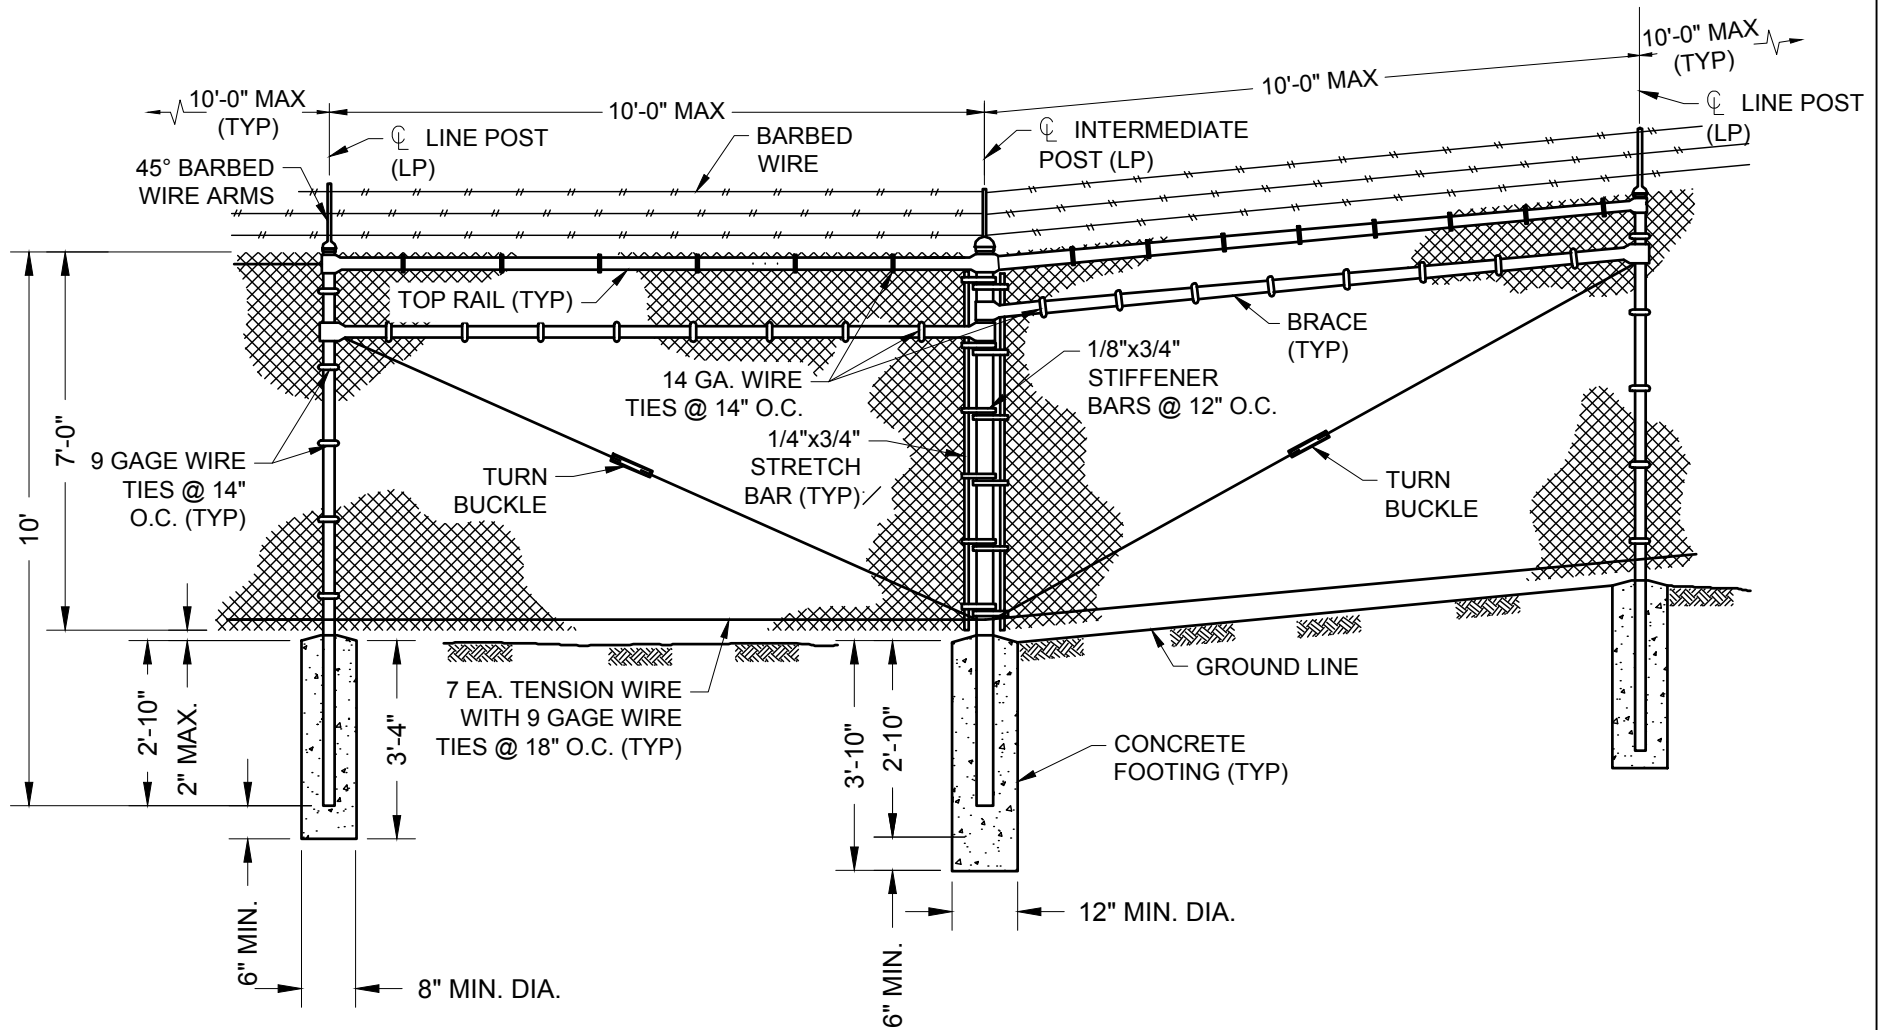 10'-0" MAX
(TYP)
10'-0" MAX
10'-0" MAX
10'-0" MAX
(TYP)
℄ LINE POST
(LP)
℄ INTERMEDIATE
POST (LP)
℄ LINE POST
(LP)
45° BARBED
WIRE ARMS
BARBED
WIRE
TOP RAIL (TYP)
BRACE
(TYP)
14 GA. WIRE
TIES @ 14" O.C.
1/8"x3/4"
STIFFENER
BARS @ 12" O.C.
1/4"x3/4"
STRETCH
BAR (TYP)
9 GAGE WIRE
TIES @ 14"
O.C. (TYP)
TURN
BUCKLE
TURN
BUCKLE
10'
7'-0"
GROUND LINE
7 EA. TENSION WIRE
WITH 9 GAGE WIRE
TIES @ 18" O.C. (TYP)
CONCRETE
FOOTING (TYP)
2'-10"
2" MAX.
3'-4"
3'-10"
2'-10"
6" MIN.
8" MIN. DIA.
6" MIN.
12" MIN. DIA.